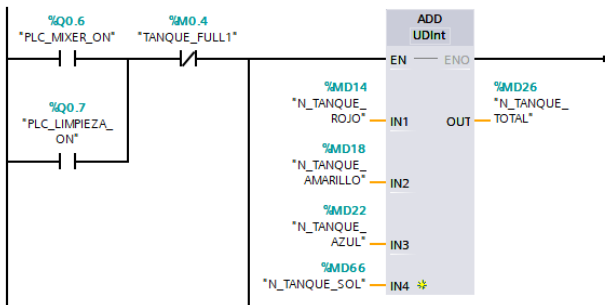 %Q0.6
"PLC_MIXER_ON"
%M0.4
"TANQUE_FULL1"
%Q0.7
"PLC_LIMPIEZA_
ON"
ADD
UDInt
EN
ENO
%MD14
"N_TANQUE_
ROJO"
IN1
OUT
%MD26
"N_TANQUE_
TOTAL"
%MD18
"N_TANQUE_
AMARILLO"
IN2
%MD22
"N_TANQUE_
AZUL"
IN3
%MD66
"N_TANQUE_SOL"
IN4